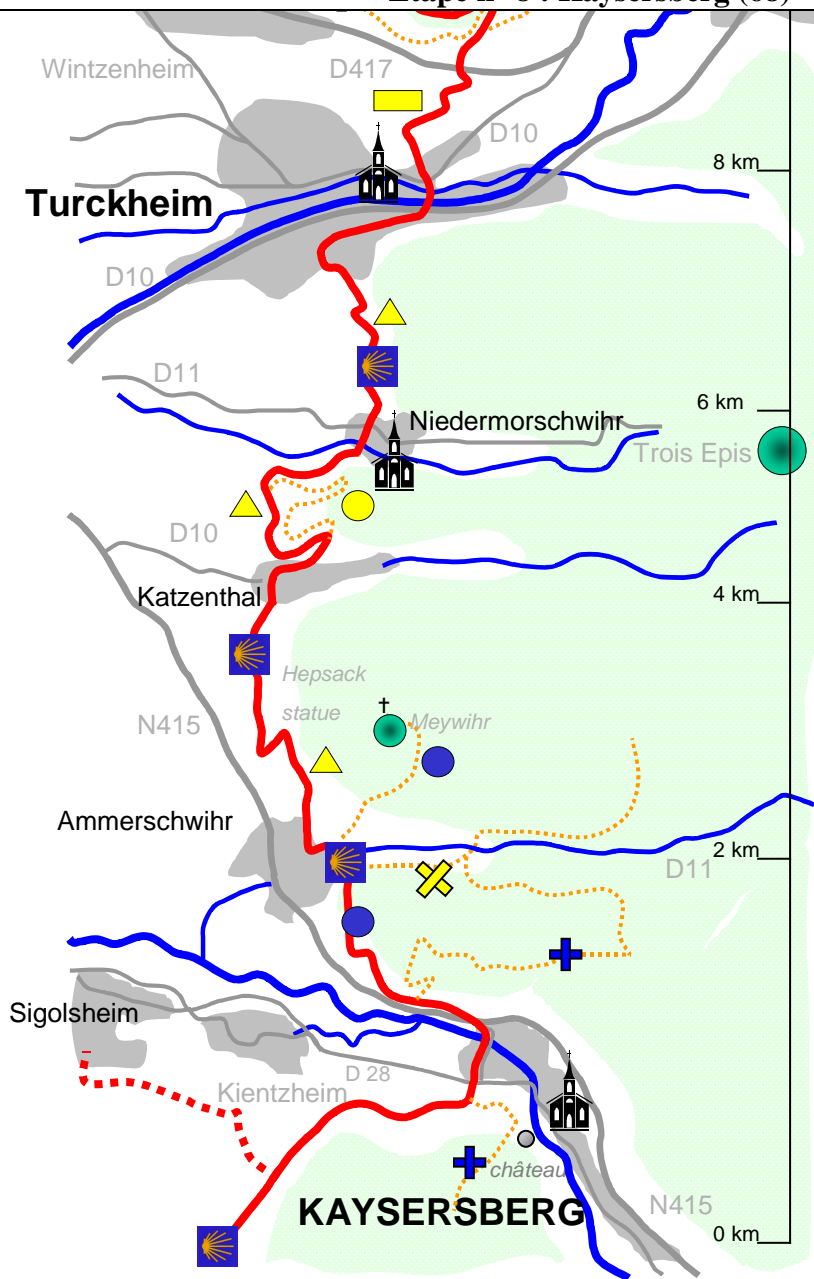 Wintzenheim
D417
D10
8 km
Turckheim
D10
D11
6 km
Niedermorschwihr
Trois Epis
D10
Katzenthal
4 km
Hepsack
statue
N415
Meywihr
Ammerschwihr
2 km
D11
Sigolsheim
D 28
Kientzheim
château
KAYSERSBERG
N415
0 km